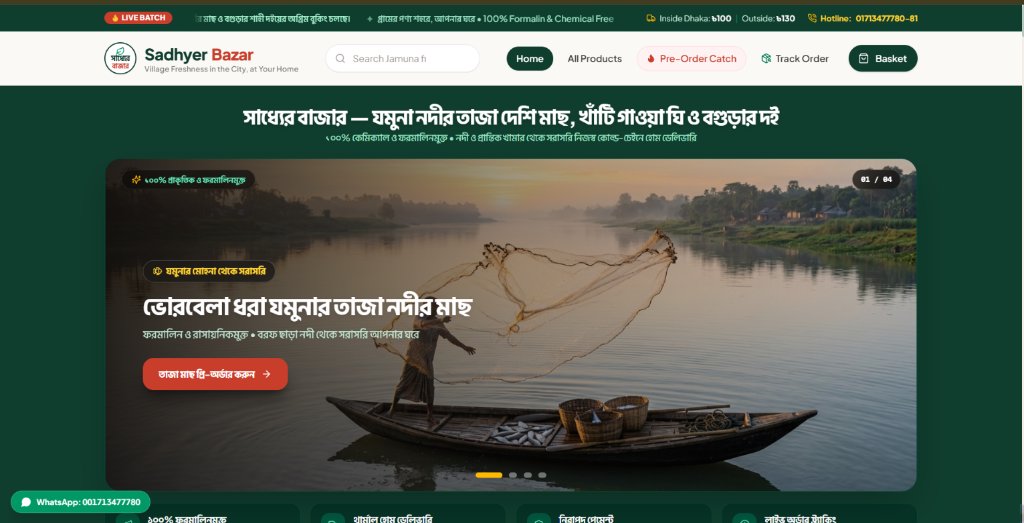 LIVE BATCH
মাছ ও বগুড়ার শাহী দইয়ের অগ্রিম বুকিং চলছে। ✦ গ্রামের পণ্য শহরে, আপনার ঘরে • 100% Formalin & Chemical Free
Inside Dhaka: ৳100 | Outside: ৳130
Hotline: 01713477780-81
সাধ্যের বাজার
Sadhyer Bazar
Village Freshness in the City, at Your Home
Search Jamuna fi
Home
All Products
Pre-Order Catch
Track Order
Basket
সাধ্যের বাজার — যমুনা নদীর তাজা দেশি মাছ, খাঁটি গাওয়া ঘি ও বগুড়ার দই
১০০% কেমিক্যাল ও ফরমালিনমুক্ত • নদী ও প্রান্তিক খামার থেকে সরাসরি নিজস্ব কোল্ড-চেইনে হোম ডেলিভারি
১০০% প্রাকৃতিক ও ফরমালিনমুক্ত
01 / 04
যমুনার মোহনা থেকে সরাসরি
ভোরবেলা ধরা যমুনার তাজা নদীর মাছ
ফরমালিন ও রাসায়নিকমুক্ত • বরফ ছাড়া নদী থেকে সরাসরি আপনার ঘরে
তাজা মাছ প্রি-অর্ডার করুন →
WhatsApp: 001713477780
১০০% ফরমালিনমুক্ত
থার্মাল হোম ডেলিভারি
নিরাপদ পেমেন্ট
লাইভ অর্ডার ট্র্যাকিং